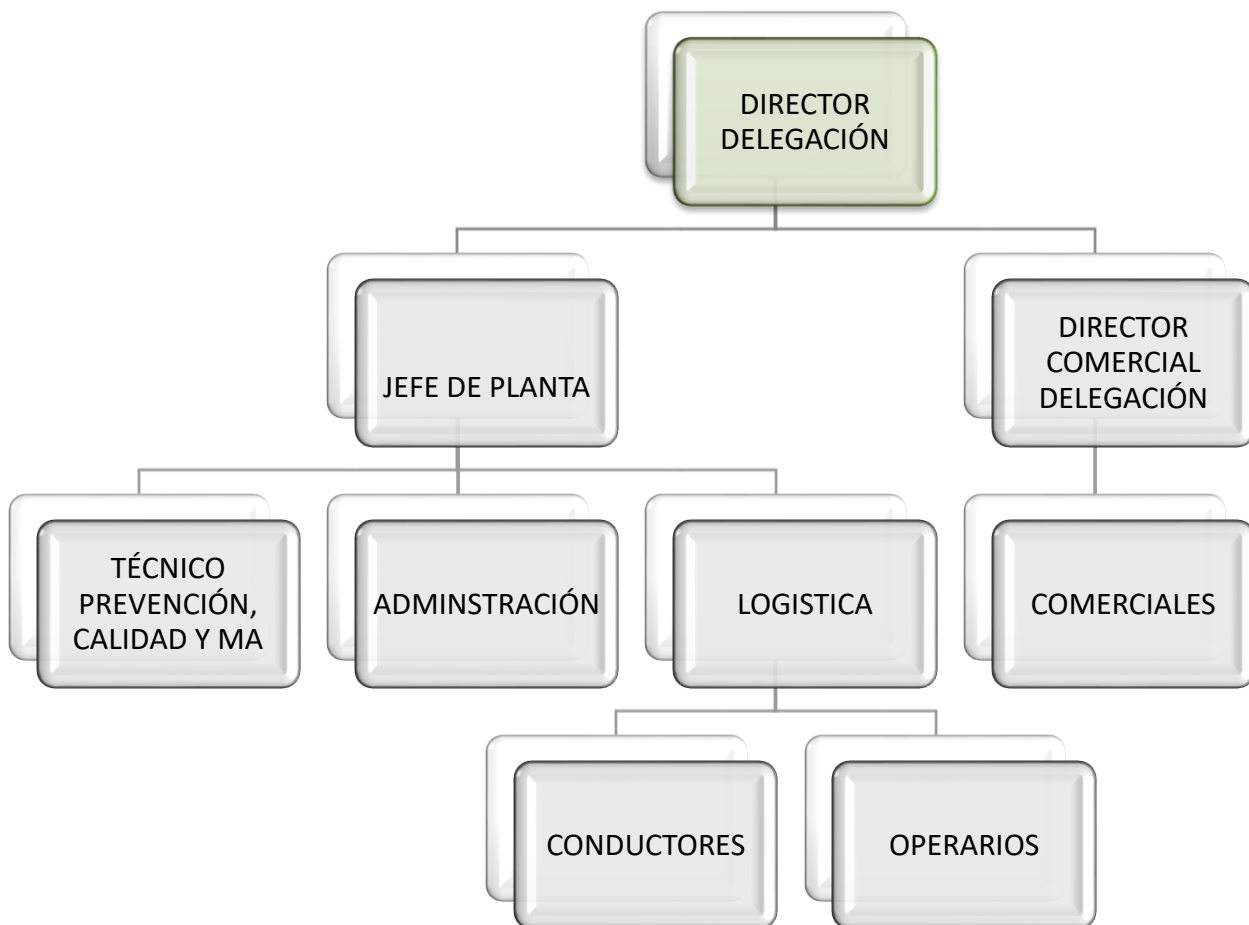 DIRECTOR
DELEGACIÓN
JEFE DE PLANTA
DIRECTOR
COMERCIAL
DELEGACIÓN
TÉCNICO
PREVENCIÓN,
CALIDAD Y MA
ADMINSTRACIÓN
LOGISTICA
COMERCIALES
CONDUCTORES
OPERARIOS